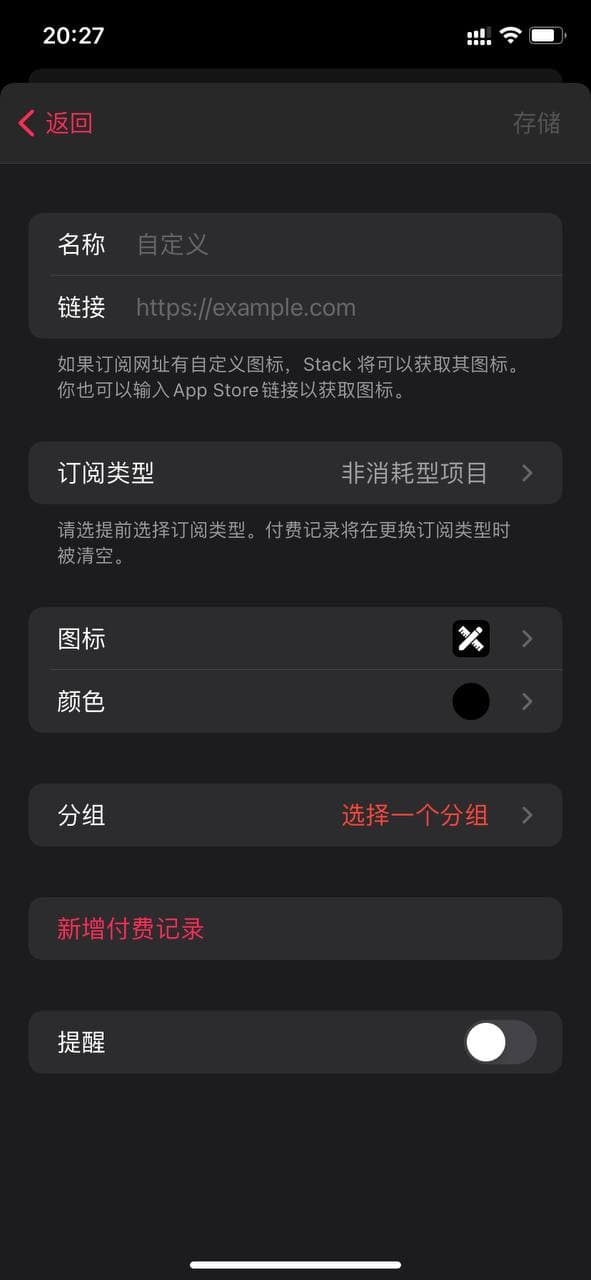 20:27
返回
存储
名称 自定义
链接 https://example.com
如果订阅网址有自定义图标，Stack 将可以获取其图标。
你也可以输入 App Store 链接以获取图标。
订阅类型 非消耗型项目
请选提前选择订阅类型。付费记录将在更换订阅类型时
被清空。
图标
颜色
分组 选择一个分组
新增付费记录
提醒